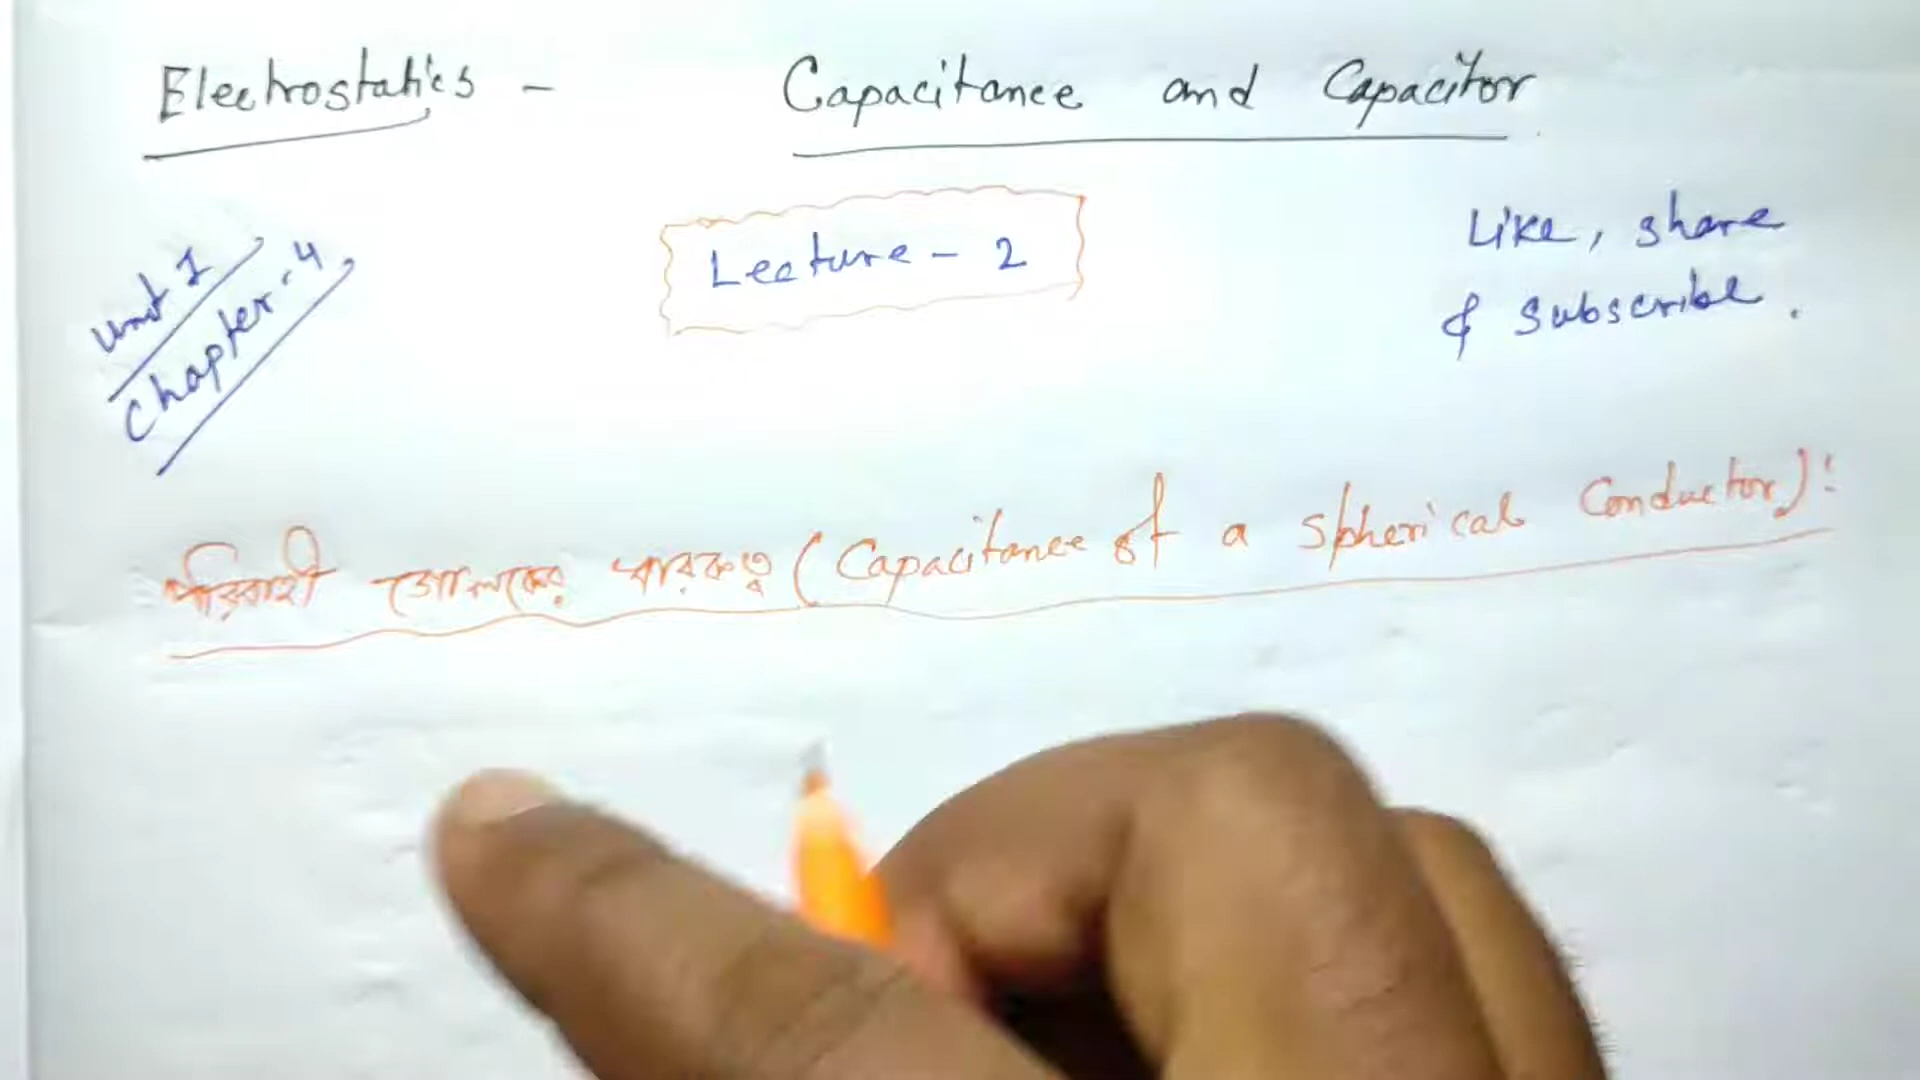 Electrostatics - Capacitance and Capacitor
Unit 1
Chapter-4
Lecture - 2
Like, share
& subscribe.
পরিবাহী গোলকের ধারকত্ব (Capacitance of a Spherical Conductor):